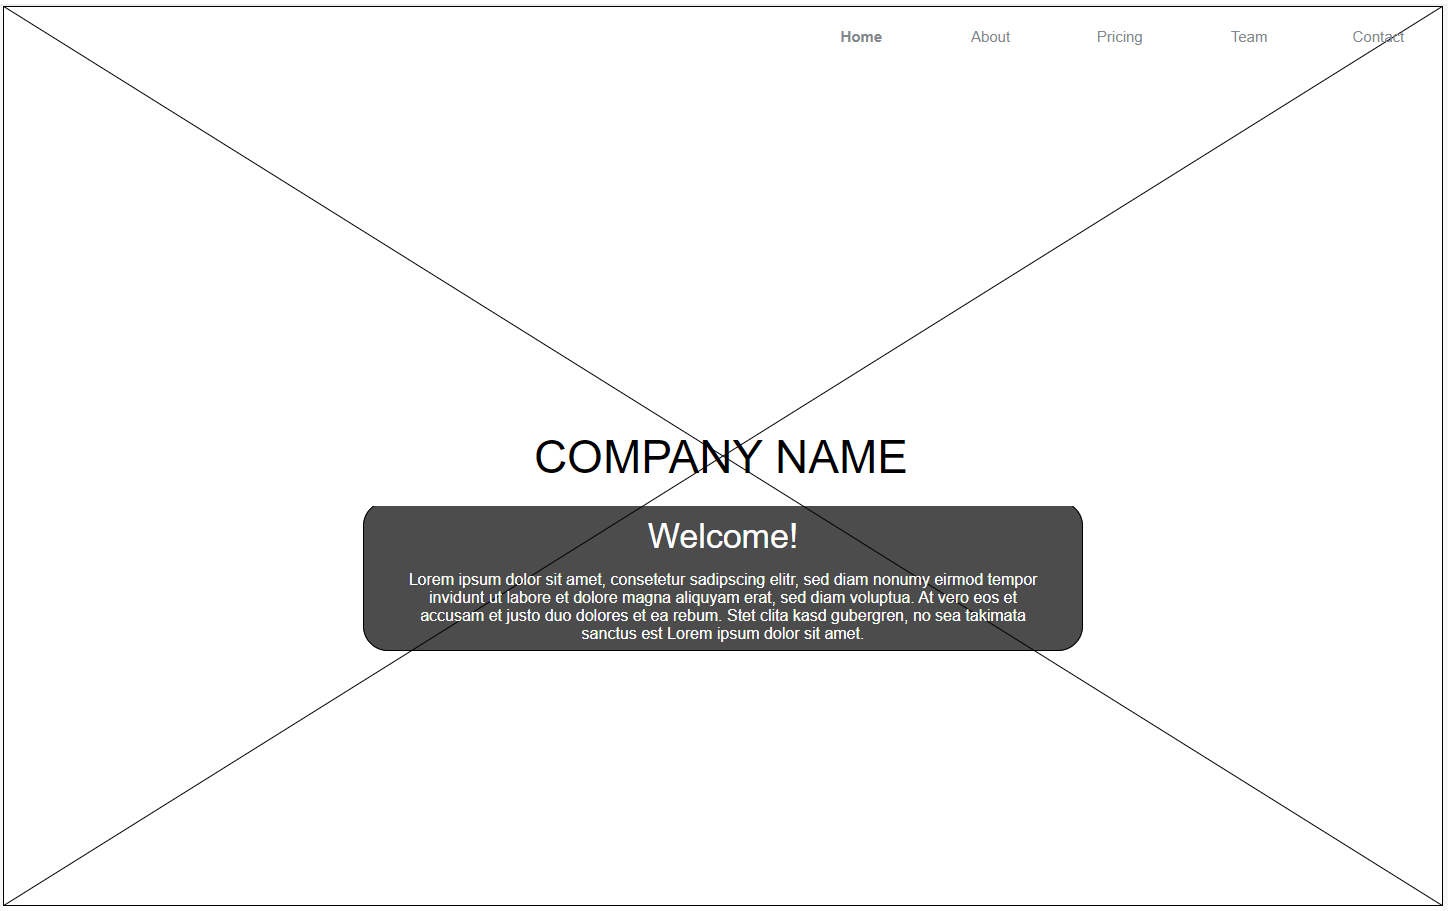 Home About Pricing Team Contact
COMPANY NAME
Welcome!
Lorem ipsum dolor sit amet, consetetur sadipscing elitr, sed diam nonumy eirmod tempor
invidunt ut labore et dolore magna aliquyam erat, sed diam voluptua. At vero eos et
accusam et justo duo dolores et ea rebum. Stet clita kasd gubergren, no sea takimata
sanctus est Lorem ipsum dolor sit amet.